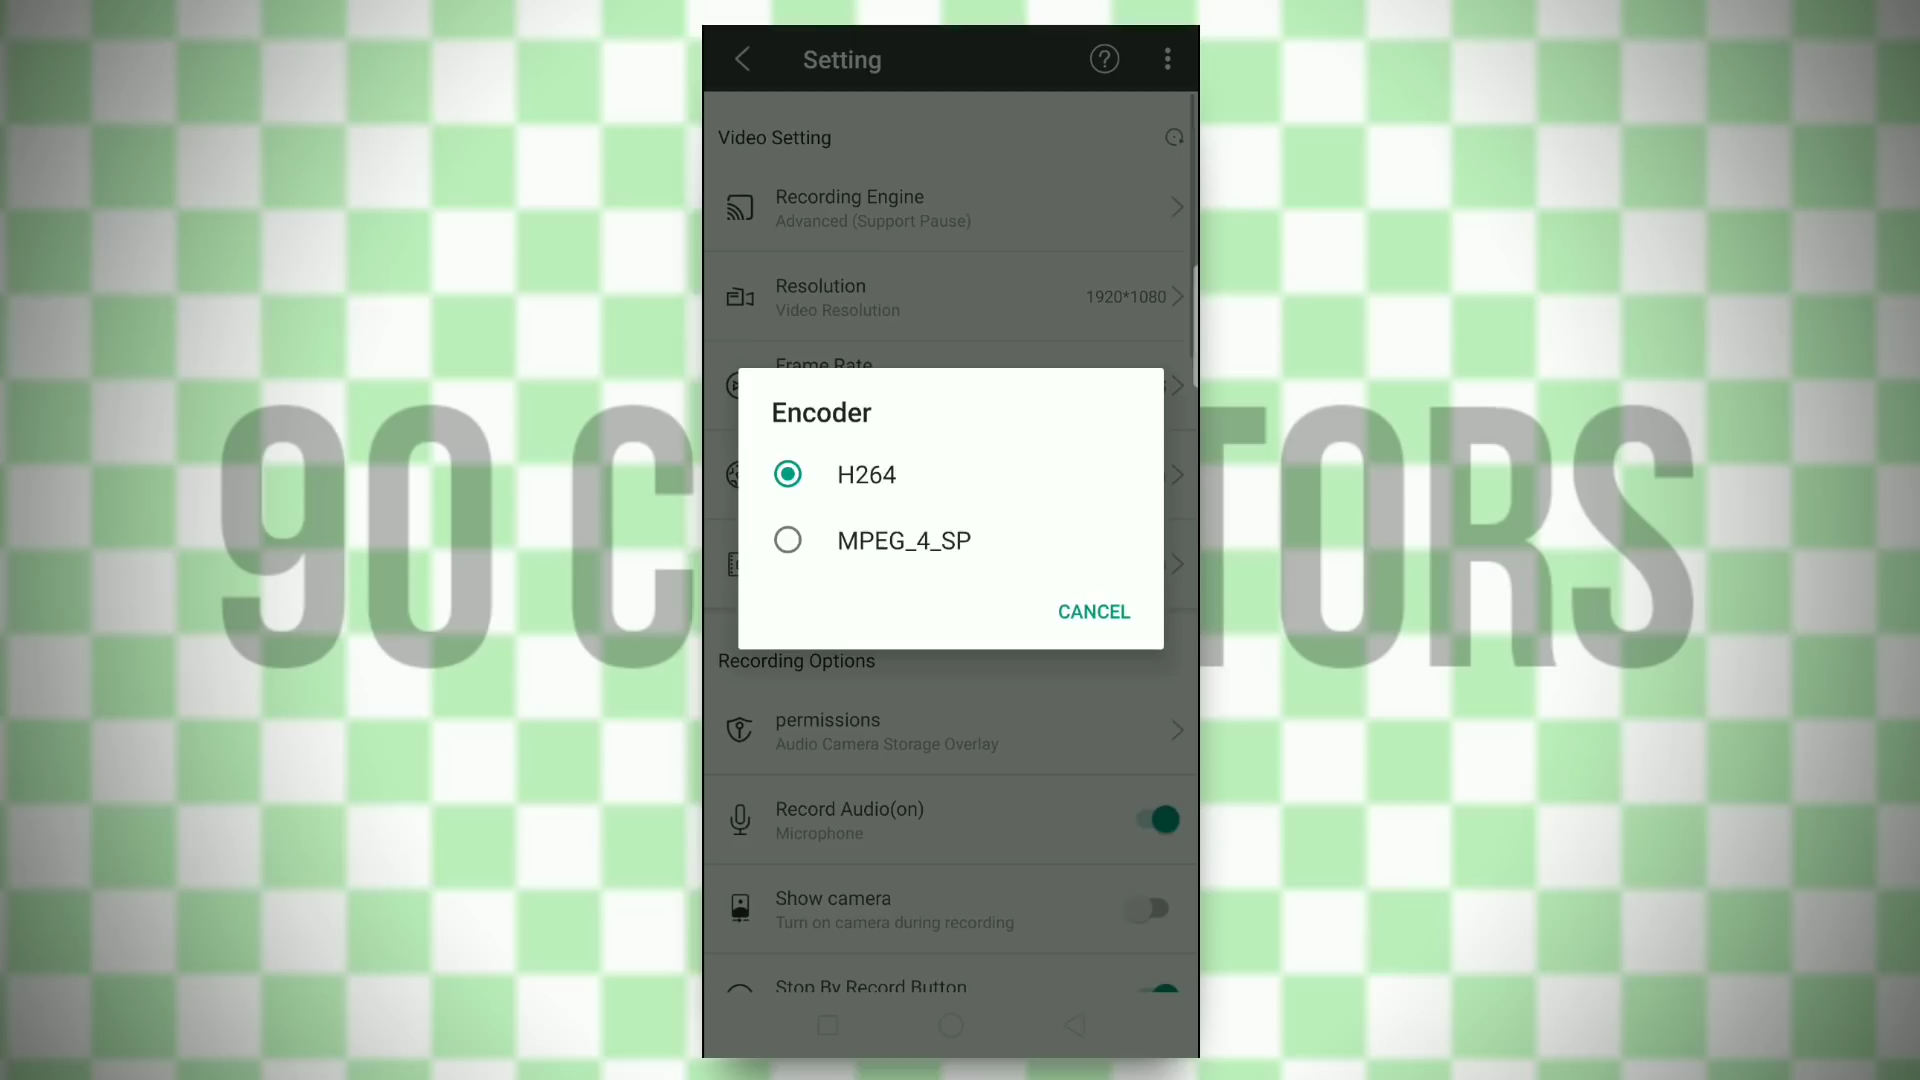 Setting
Video Setting
Recording Engine
Advanced (Support Pause)
Resolution
Video Resolution
1920*1080
Frame Rate
Encoder
H264
MPEG_4_SP
CANCEL
90 C TORS
Recording Options
permissions
Audio Camera Storage Overlay
Record Audio(on)
Microphone
Show camera
Turn on camera during recording
Stop By Record Button